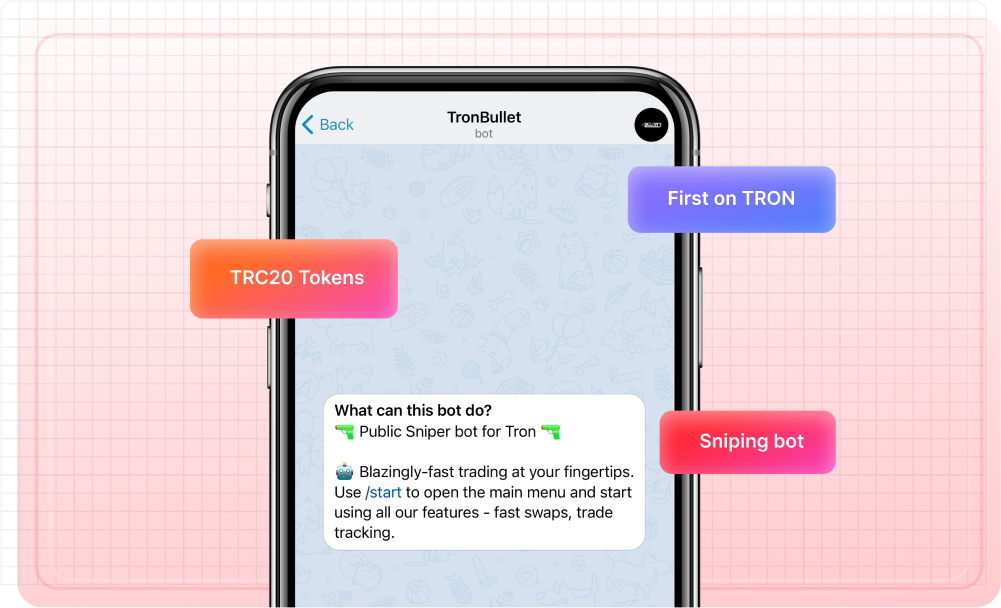 Back
TronBullet
bot
First on TRON
TRC20 Tokens
What can this bot do?
🔫 Public Sniper bot for Tron 🔫
🤖 Blazingly-fast trading at your fingertips.
Use /start to open the main menu and start
using all our features - fast swaps, trade
tracking.
Sniping bot